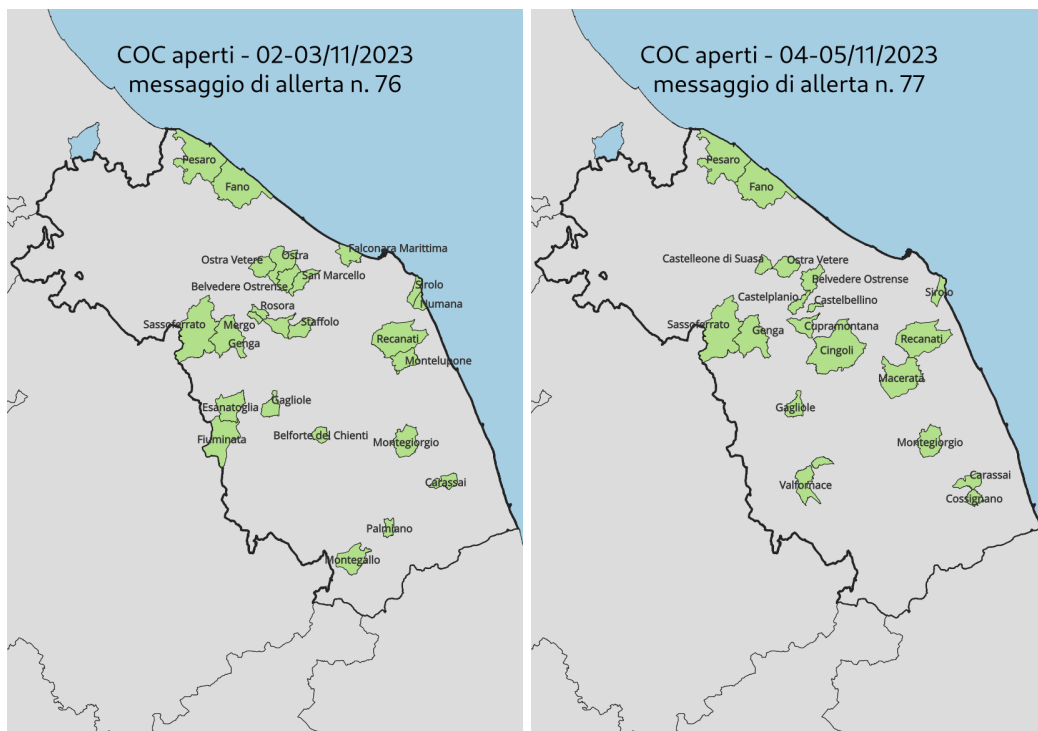 COC aperti - 02-03/11/2023
messaggio di allerta n. 76
Pesaro
Fano
Falconara Marittima
Ostra
Ostra Vetere
San Marcello
Belvedere Ostrense
Sirolo
Numana
Rosora
Sassoferrato
Mergo
Staffolo
Genga
Recanati
Montelupone
Esanatoglia
Gagliole
Fiuminata
Belforte del Chienti
Montegiorgio
Carassai
Palmiano
Montegallo
COC aperti - 04-05/11/2023
messaggio di allerta n. 77
Pesaro
Fano
Castelleone di Suasa
Ostra Vetere
Belvedere Ostrense
Castelplanio
Castelbellino
Sirolo
Sassoferrato
Genga
Cupramontana
Cingoli
Recanati
Macerata
Gagliole
Montegiorgio
Valfornace
Carassai
Cossignano